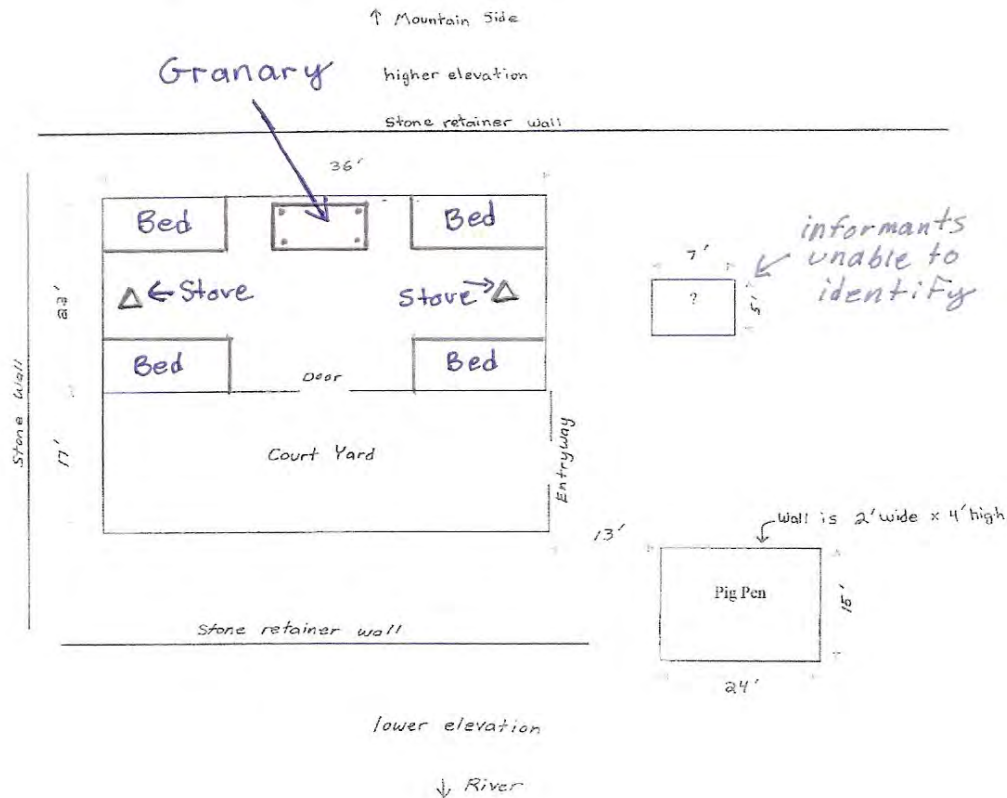 ↑ Mountain Side
Granary
higher elevation
Stone retainer wall
36'
Bed
Bed
informants
unable to
identify
7'
?
5'
← Stove
Stove →
Bed
Bed
Door
Stone Wall
17'
Court Yard
Entryway
13'
Wall is 2' wide x 4' high
Pig Pen
15'
24'
Stone retainer wall
lower elevation
↓ River